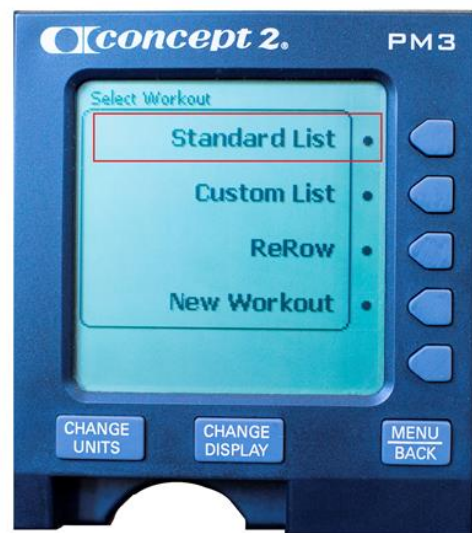 concept 2. PM3
Select Workout
Standard List
Custom List
ReRow
New Workout
CHANGE UNITS
CHANGE DISPLAY
MENU
BACK